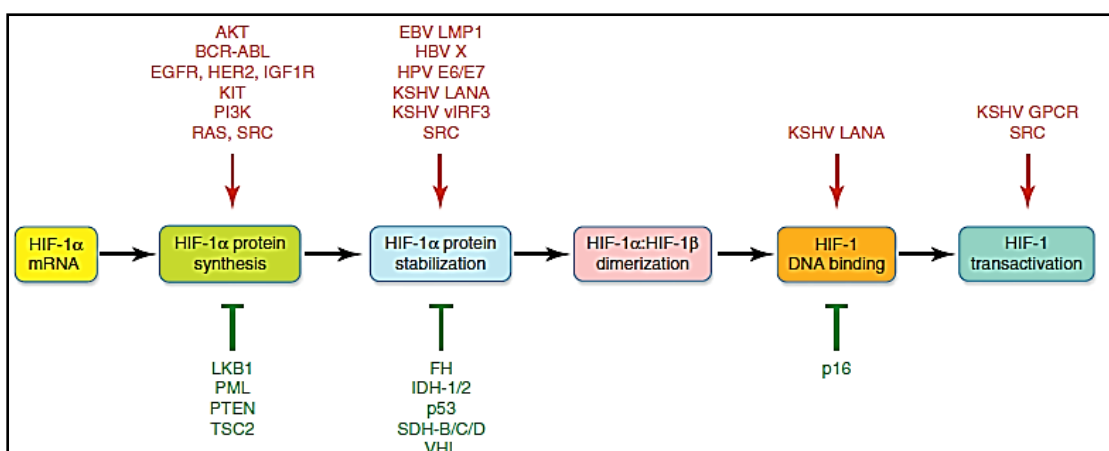 AKT
BCR-ABL
EGFR, HER2, IGF1R
KIT
PI3K
RAS, SRC
EBV LMP1
HBV X
HPV E6/E7
KSHV LANA
KSHV vIRF3
SRC
KSHV LANA
KSHV GPCR
SRC
HIF-1α
mRNA
HIF-1α protein
synthesis
HIF-1α protein
stabilization
HIF-1α:HIF-1β
dimerization
HIF-1
DNA binding
HIF-1
transactivation
LKB1
PML
PTEN
TSC2
FH
IDH-1/2
p53
SDH-B/C/D
VHL
p16